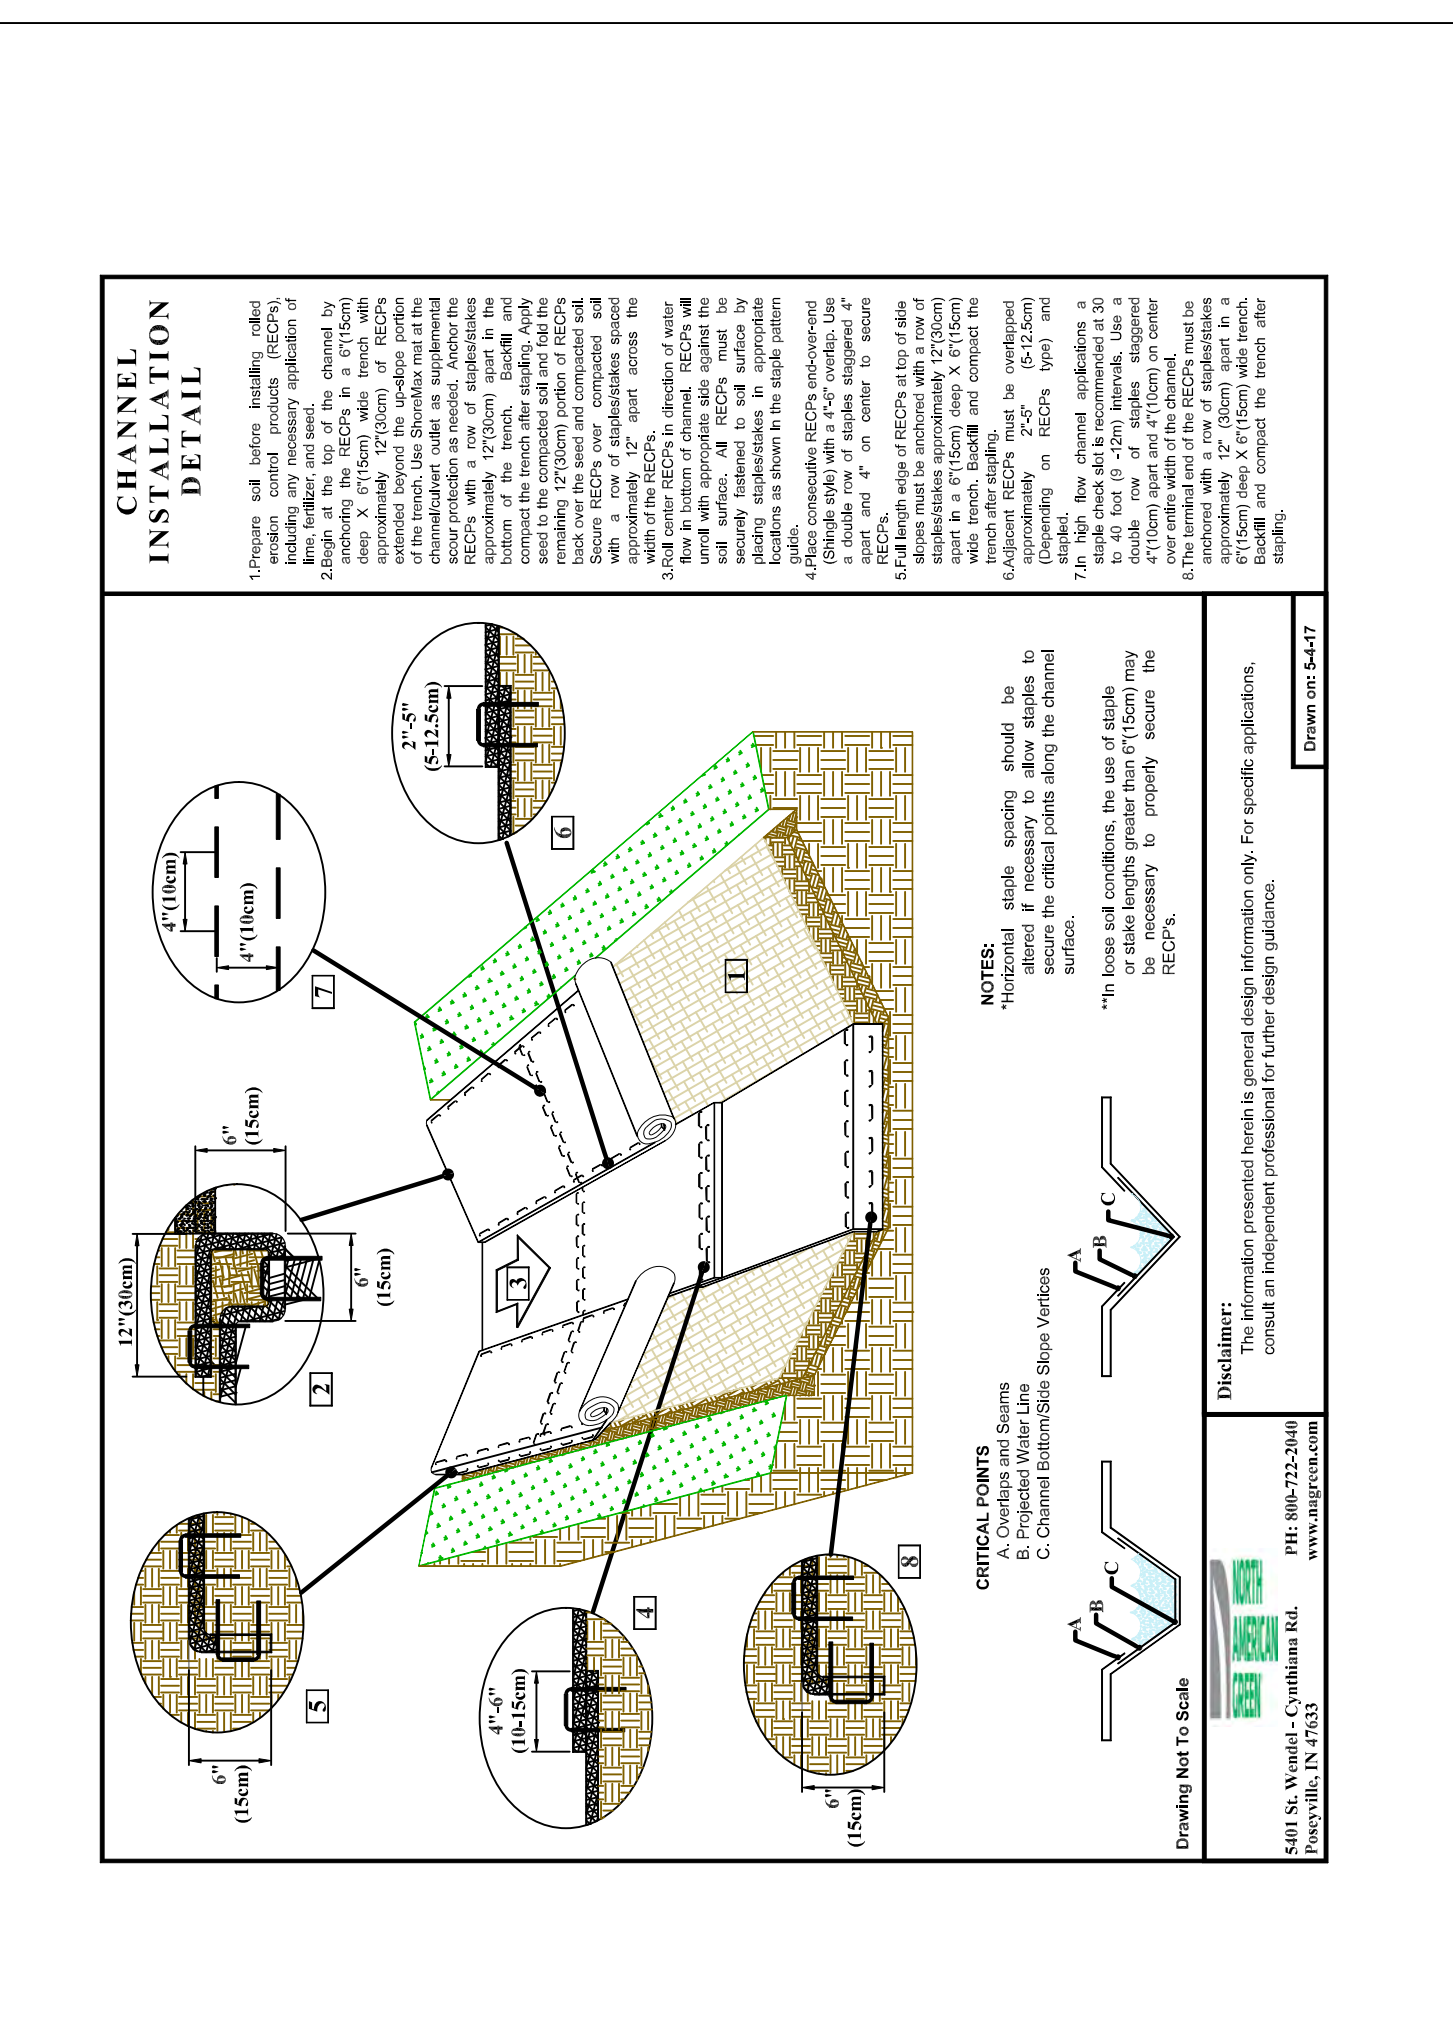 CHANNEL
INSTALLATION
DETAIL
1.Prepare soil before installing rolled
erosion control products (RECPs),
including any necessary application of
lime, fertilizer, and seed.
2.Begin at the top of the channel by
anchoring the RECPs in a 6"(15cm)
deep X 6"(15cm) wide trench with
approximately 12"(30cm) of RECPs
extended beyond the up-slope portion
of the trench. Use ShoreMax mat at the
channel/culvert outlet as supplemental
scour protection as needed. Anchor the
RECPs with a row of staples/stakes
approximately 12"(30cm) apart in the
bottom of the trench. Backfill and
compact the trench after stapling. Apply
seed to the compacted soil and fold the
remaining 12"(30cm) portion of RECPs
back over the seed and compacted soil.
Secure RECPs over compacted soil
with a row of staples/stakes spaced
approximately 12" apart across the
width of the RECPs.
3.Roll center RECPs in direction of water
flow in bottom of channel. RECPs will
unroll with appropriate side against the
soil surface. All RECPs must be
securely fastened to soil surface by
placing staples/stakes in appropriate
locations as shown in the staple pattern
guide.
4.Place consecutive RECPs end-over-end
(Shingle style) with a 4"-6" overlap. Use
a double row of staples staggered 4"
apart and 4" on center to secure
RECPs.
5.Full length edge of RECPs at top of side
slopes must be anchored with a row of
staples/stakes approximately 12"(30cm)
apart in a 6"(15cm) deep X 6"(15cm)
wide trench. Backfill and compact the
trench after stapling.
6.Adjacent RECPs must be overlapped
approximately 2"-5" (5-12.5cm)
(Depending on RECPs type) and
stapled.
7.In high flow channel applications a
staple check slot is recommended at 30
to 40 foot (9 -12m) intervals. Use a
double row of staples staggered
4"(10cm) apart and 4"(10cm) on center
over entire width of the channel.
8.The terminal end of the RECPs must be
anchored with a row of staples/stakes
approximately 12" (30cm) apart in a
6"(15cm) deep X 6"(15cm) wide trench.
Backfill and compact the trench after
stapling.
6"
(15cm)
5
12"(30cm)
6"
(15cm)
6"
(15cm)
2
4"(10cm)
4"(10cm)
7
2"-5"
(5-12.5cm)
6
4"-6"
(10-15cm)
4
3
1
6"
(15cm)
8
CRITICAL POINTS
A. Overlaps and Seams
B. Projected Water Line
C. Channel Bottom/Side Slope Vertices
A
B
C
A
B
C
NOTES:
*Horizontal staple spacing should be
altered if necessary to allow staples to
secure the critical points along the channel
surface.
**In loose soil conditions, the use of staple
or stake lengths greater than 6"(15cm) may
be necessary to properly secure the
RECP's.
Drawing Not To Scale
NORTH
AMERICAN
GREEN
5401 St. Wendel - Cynthiana Rd.
Poseyville, IN 47633
PH: 800-722-2040
www.nagreen.com
Disclaimer:
The information presented herein is general design information only. For specific applications,
consult an independent professional for further design guidance.
Drawn on: 5-4-17